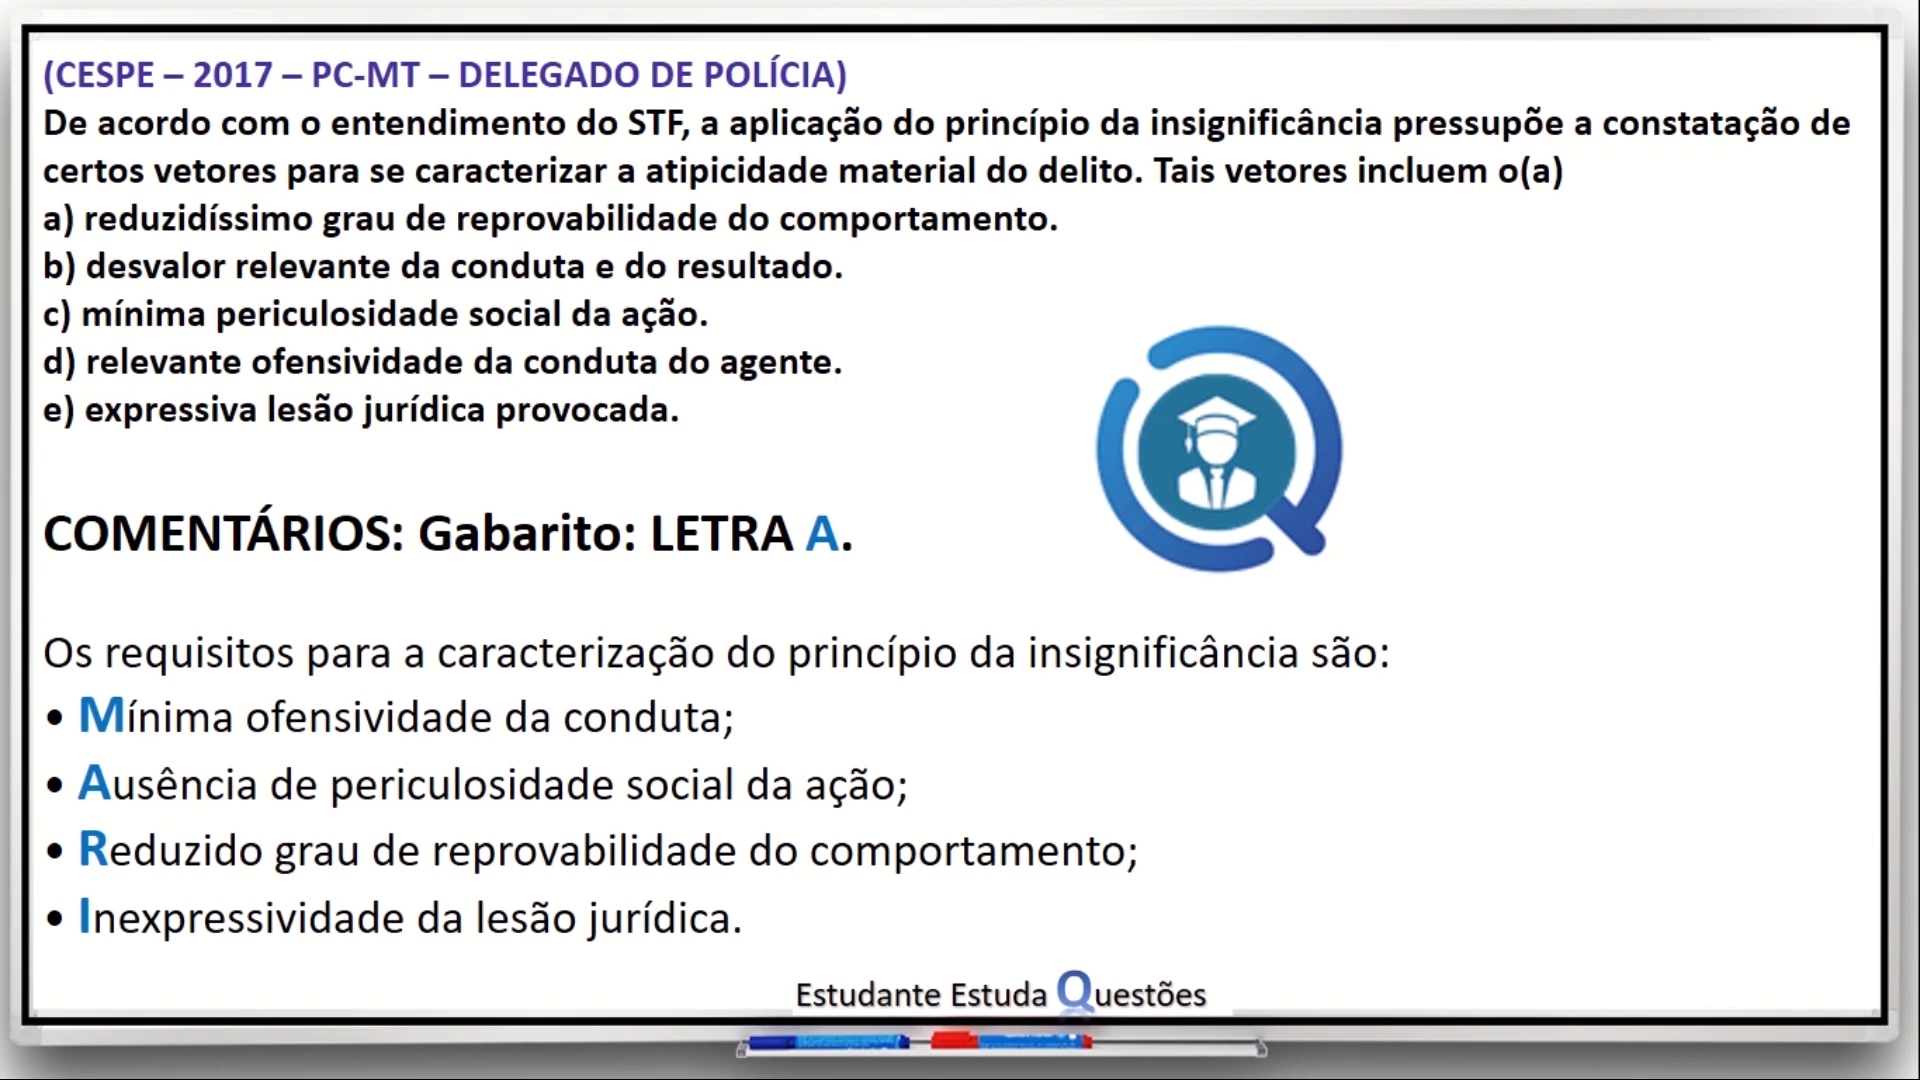 (CESPE – 2017 – PC-MT – DELEGADO DE POLÍCIA)
De acordo com o entendimento do STF, a aplicação do princípio da insignificância pressupõe a constatação de
certos vetores para se caracterizar a atipicidade material do delito. Tais vetores incluem o(a)
a) reduzidíssimo grau de reprovabilidade do comportamento.
b) desvalor relevante da conduta e do resultado.
c) mínima periculosidade social da ação.
d) relevante ofensividade da conduta do agente.
e) expressiva lesão jurídica provocada.
COMENTÁRIOS: Gabarito: LETRA A.
Os requisitos para a caracterização do princípio da insignificância são:
• Mínima ofensividade da conduta;
• Ausência de periculosidade social da ação;
• Reduzido grau de reprovabilidade do comportamento;
• Inexpressividade da lesão jurídica.
Estudante Estuda Questões